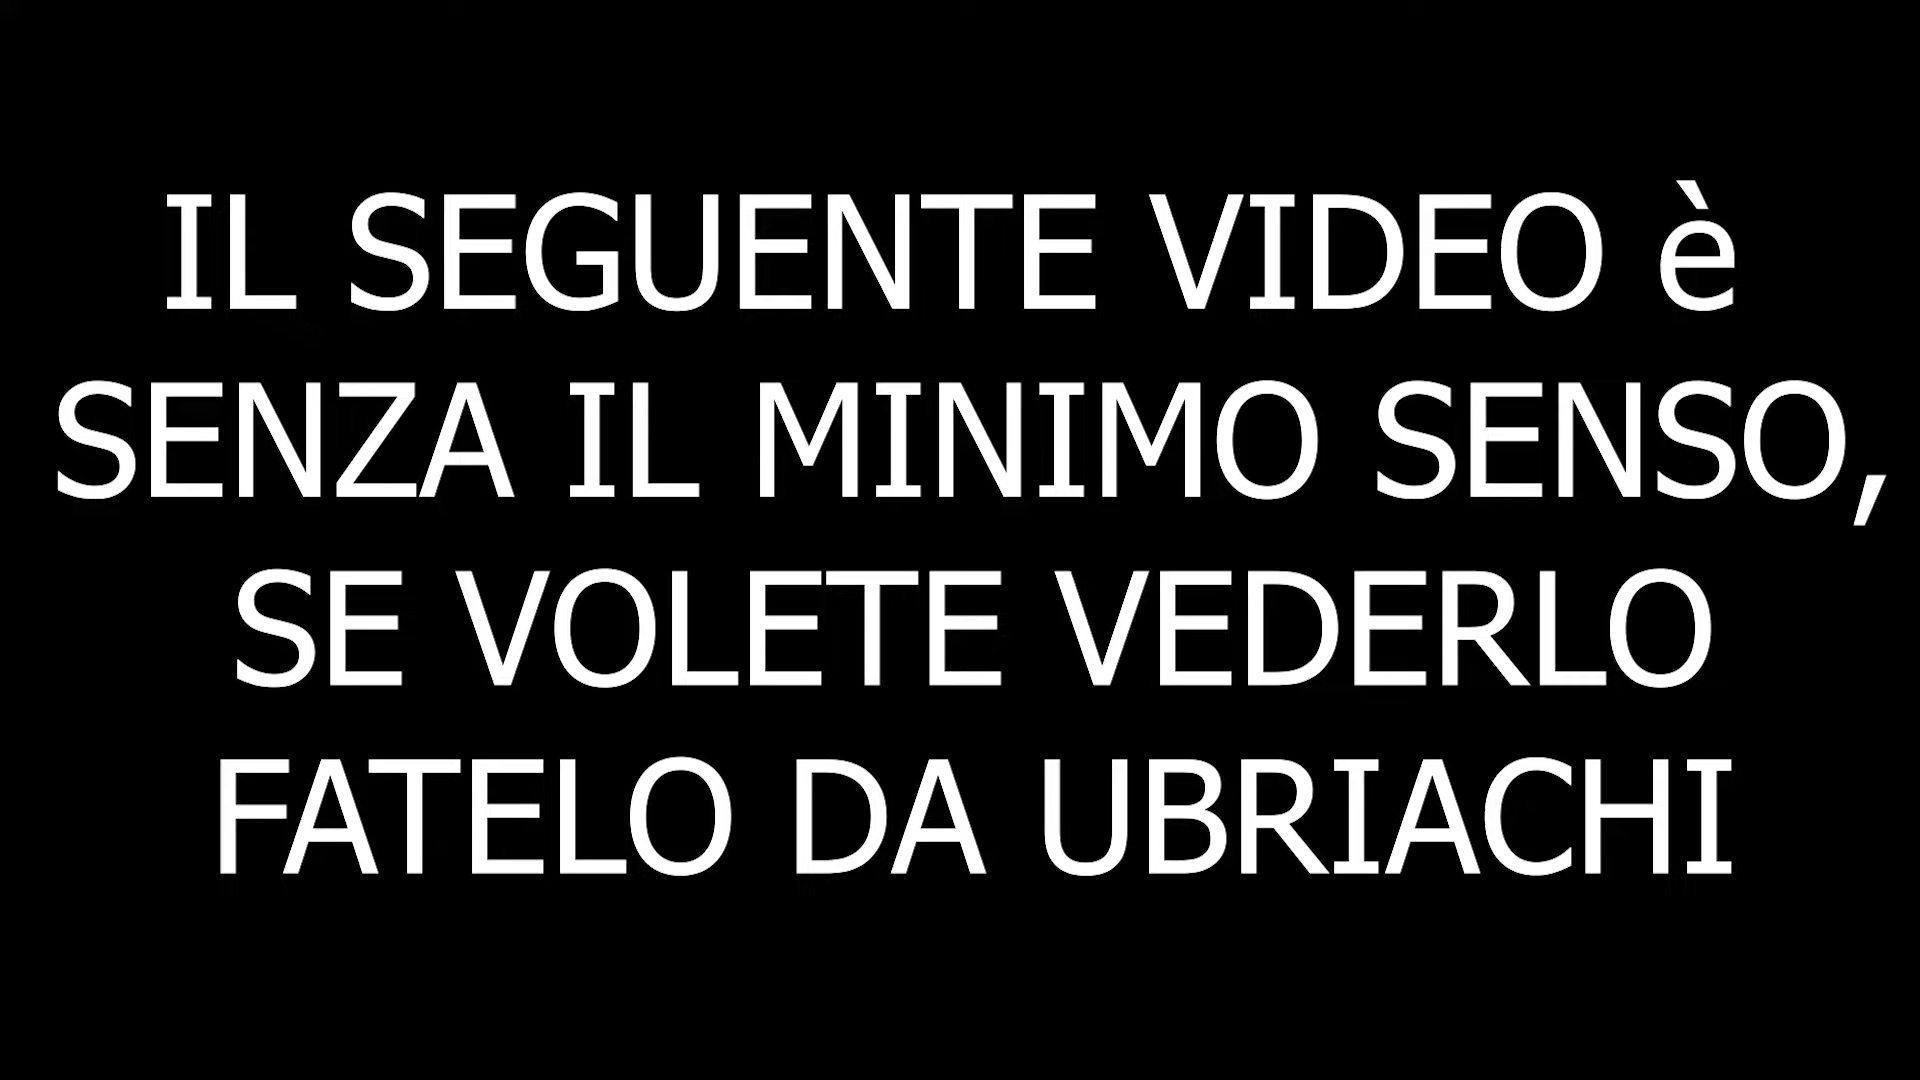 IL SEGUENTE VIDEO è
SENZA IL MINIMO SENSO,
SE VOLETE VEDERLO
FATELO DA UBRIACHI